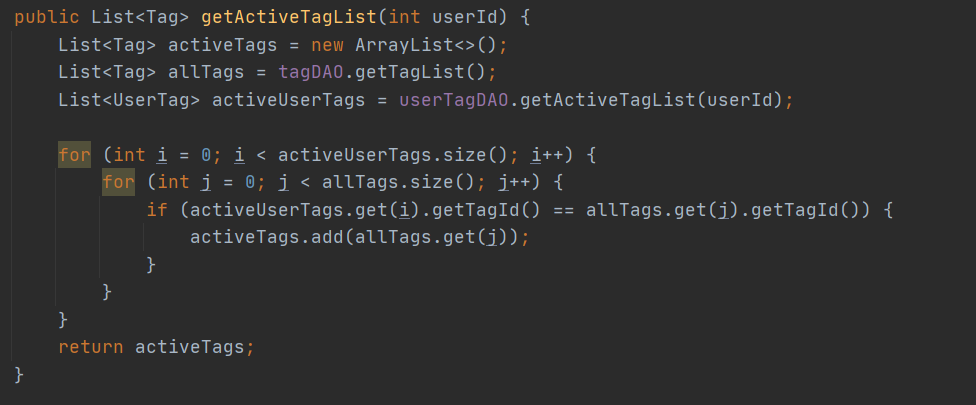 public List<Tag> getActiveTagList(int userId) {
    List<Tag> activeTags = new ArrayList<>();
    List<Tag> allTags = tagDAO.getTagList();
    List<UserTag> activeUserTags = userTagDAO.getActiveTagList(userId);

    for (int i = 0; i < activeUserTags.size(); i++) {
        for (int j = 0; j < allTags.size(); j++) {
            if (activeUserTags.get(i).getTagId() == allTags.get(j).getTagId()) {
                activeTags.add(allTags.get(j));
            }
        }
    }
    return activeTags;
}